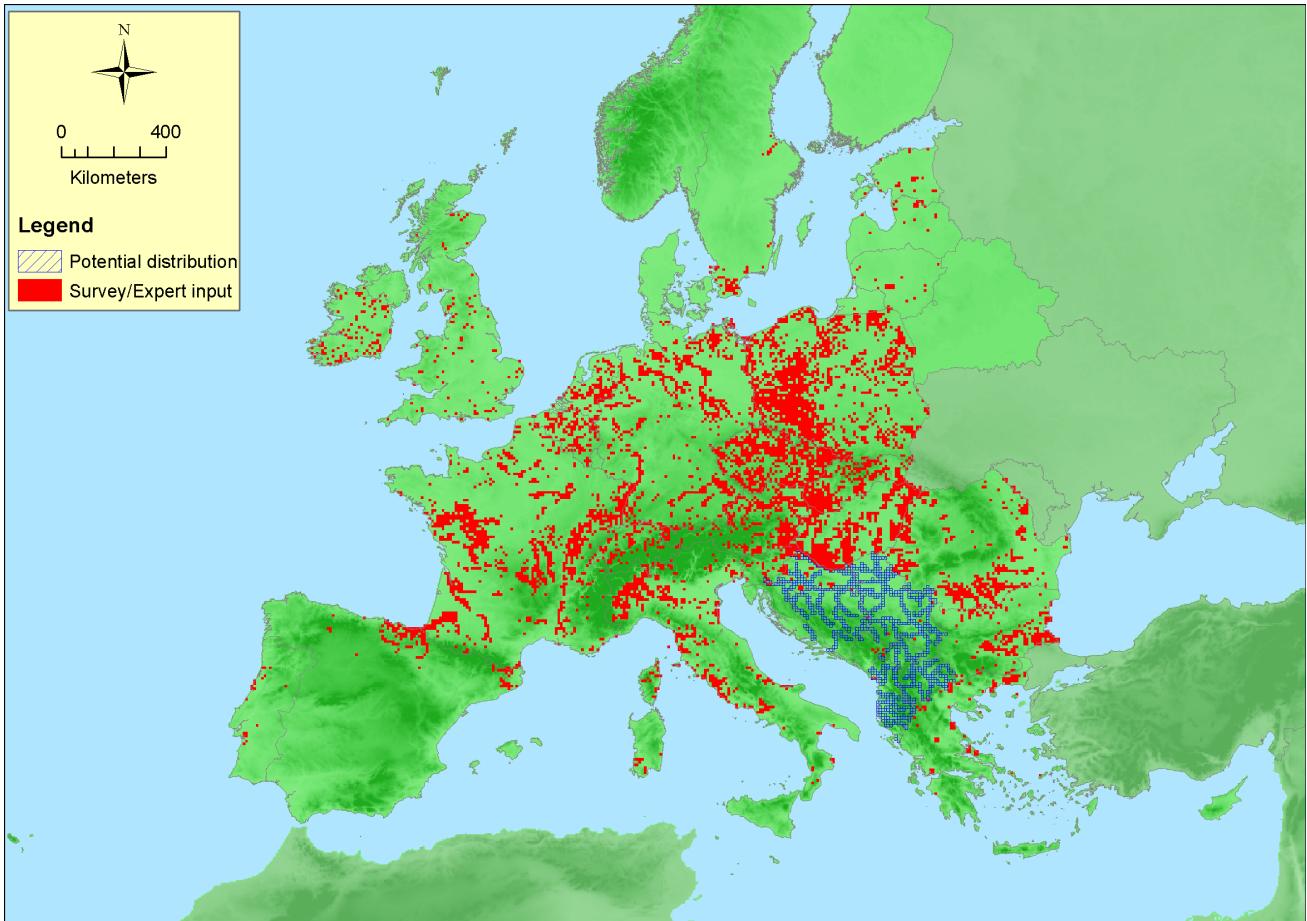 N
0 400
Kilometers
Legend
Potential distribution
Survey/Expert input